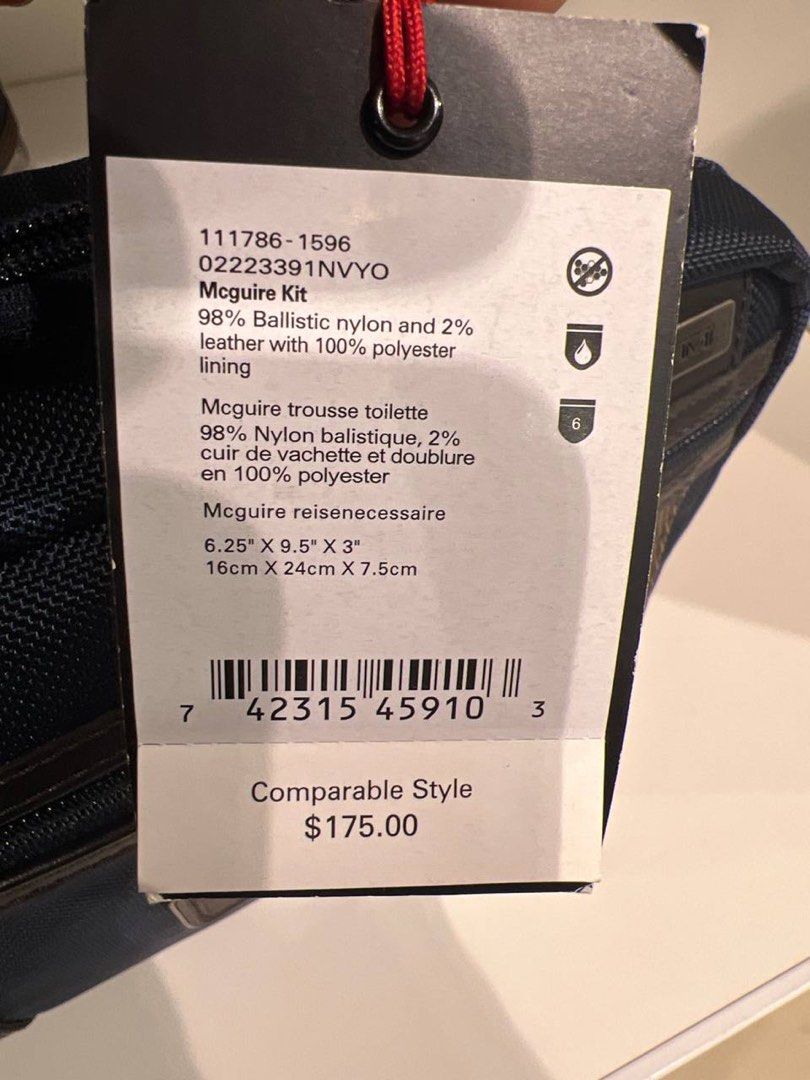 111786-1596
02223391NVYO
Mcguire Kit
98% Ballistic nylon and 2%
leather with 100% polyester
lining
Mcguire trousse toilette
98% Nylon balistique, 2%
cuir de vachette et doublure
en 100% polyester
Mcguire reisenecessaire
6.25" X 9.5" X 3"
16cm X 24cm X 7.5cm
6
7 42315 45910 3
Comparable Style
$175.00